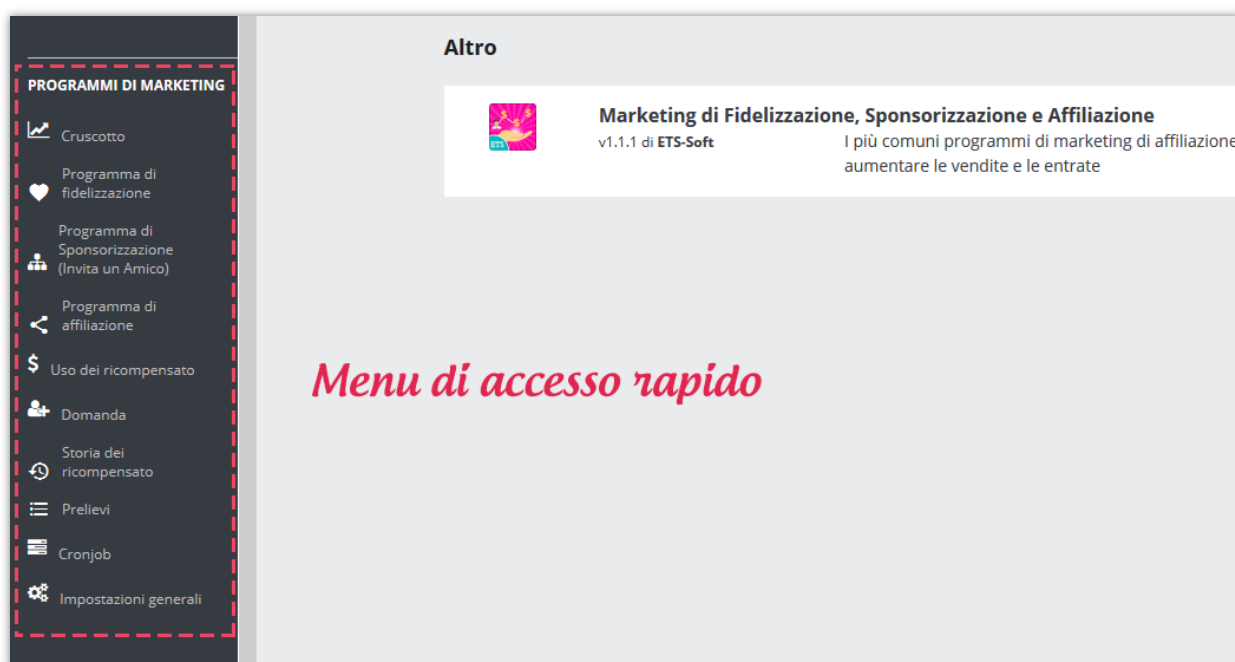 PROGRAMMI DI MARKETING
Cruscotto
Programma di
fidelizzazione
Programma di
Sponsorizzazione
(Invita un Amico)
Programma di
affiliazione
Uso dei ricompensato
Domanda
Storia dei
ricompensato
Prelievi
Cronjob
Impostazioni generali
Altro
ETS
Marketing di Fidelizzazione, Sponsorizzazione e Affiliazione
v1.1.1 di ETS-Soft
I più comuni programmi di marketing di affiliazione
aumentare le vendite e le entrate
Menu di accesso rapido